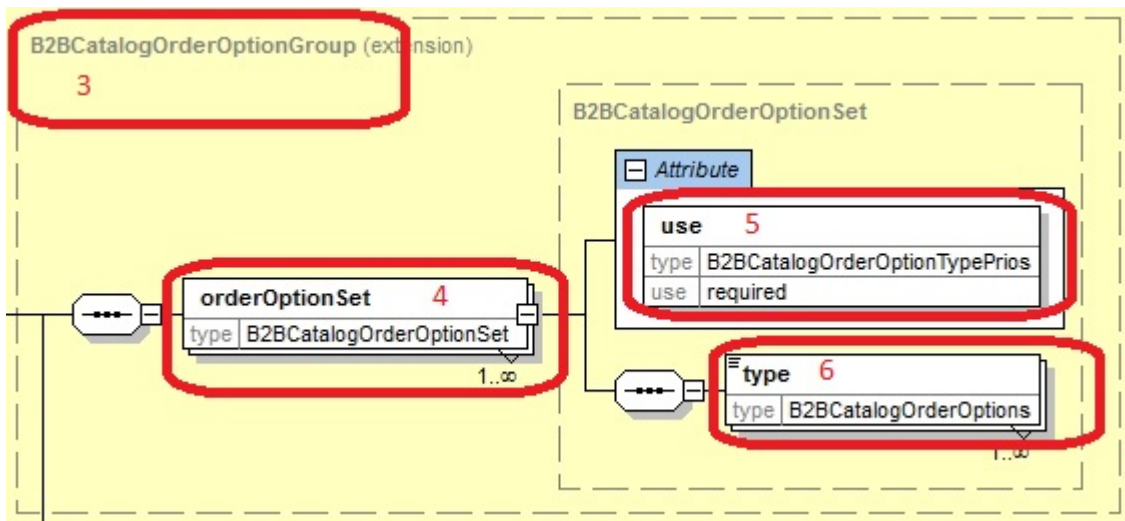 B2BCatalogOrderOptionGroup (extension)
3
B2BCatalogOrderOptionSet
Attribute
use 5
type B2BCatalogOrderOptionTypePrios
use required
orderOptionSet 4
type B2BCatalogOrderOptionSet
1..∞
type 6
type B2BCatalogOrderOptions
1..∞